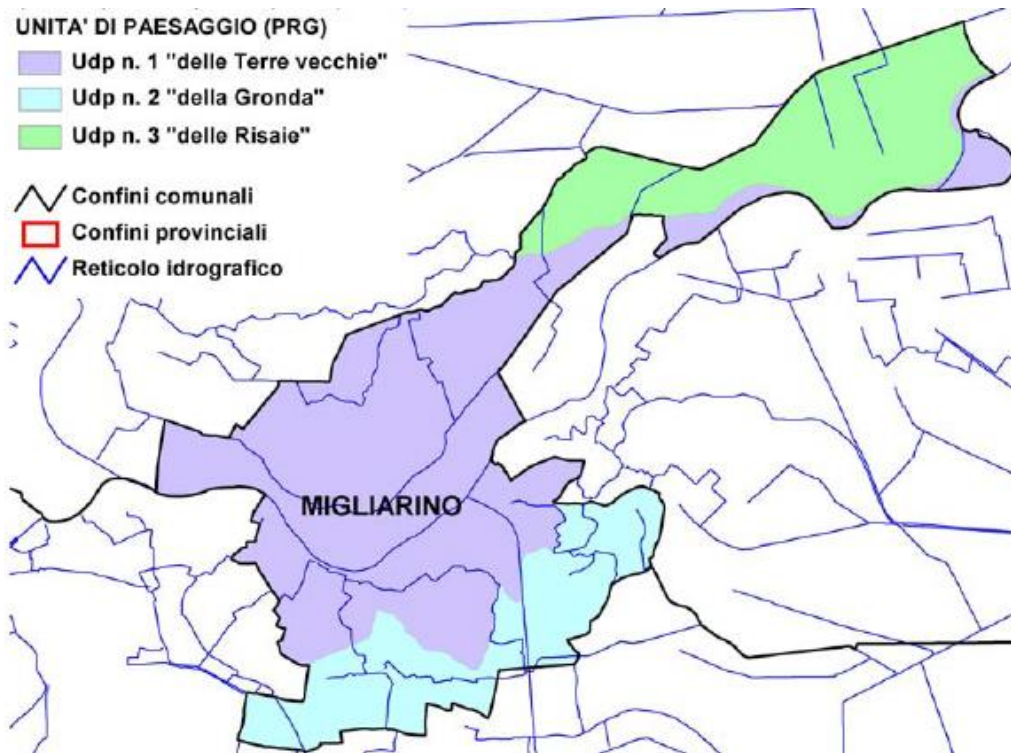 UNITA' DI PAESAGGIO (PRG)
Udp n. 1 "delle Terre vecchie"
Udp n. 2 "della Gronda"
Udp n. 3 "delle Risaie"
Confini comunali
Confini provinciali
Reticolo idrografico
MIGLIARINO